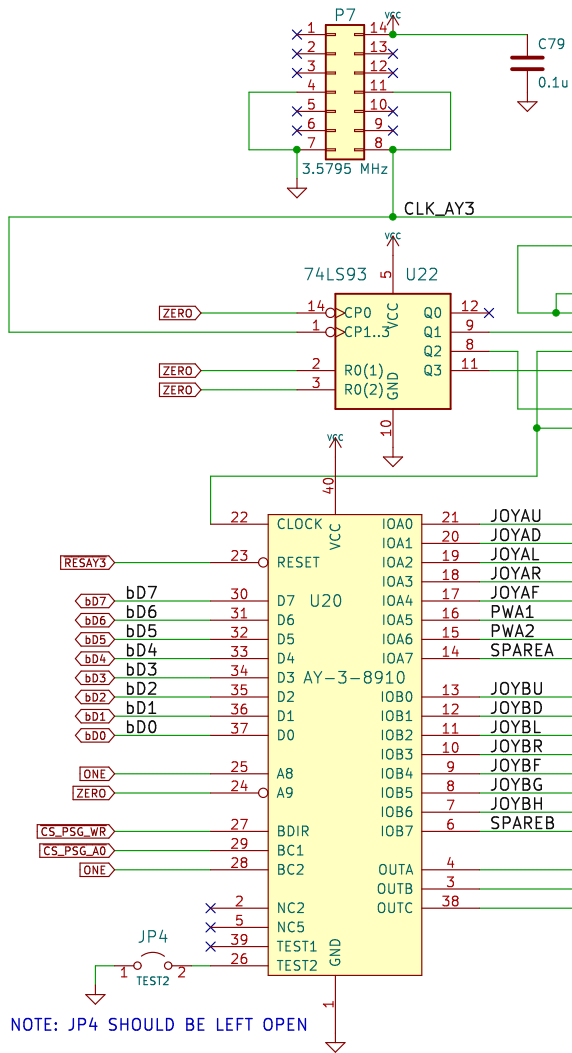 P7
VCC
1 14
2 13
3 12
4 11
5 10
6 9
7 8
C79
0.1u
3.5795 MHz
CLK_AY3
VCC
74LS93 U22
5
VCC
ZERO 14 CP0 Q0 12
1 CP1..3 Q1 9
Q2 8
ZERO 2 R0(1) Q3 11
ZERO 3 R0(2)
GND
10
VCC
40
VCC
22 CLOCK IOA0 21 JOYAU
IOA1 20 JOYAD
RESAY3 23 RESET IOA2 19 JOYAL
IOA3 18 JOYAR
bD7 bD7 30 D7 U20 IOA4 17 JOYAF
bD6 bD6 31 D6 IOA5 16 PWA1
bD5 bD5 32 D5 IOA6 15 PWA2
bD4 bD4 33 D4 IOA7 14 SPAREA
bD3 bD3 34 D3 AY-3-8910
bD2 bD2 35 D2 IOB0 13 JOYBU
bD1 bD1 36 D1 IOB1 12 JOYBD
bD0 bD0 37 D0 IOB2 11 JOYBL
IOB3 10 JOYBR
ONE 25 A8 IOB4 9 JOYBF
ZERO 24 A9 IOB5 8 JOYBG
IOB6 7 JOYBH
CS_PSG_WR 27 BDIR IOB7 6 SPAREB
CS_PSG_A0 29 BC1
ONE 28 BC2 OUTA 4
OUTB 3
2 NC2 OUTC 38
5 NC5
39 TEST1
26 TEST2
GND
JP4
1 2
TEST2
1
NOTE: JP4 SHOULD BE LEFT OPEN